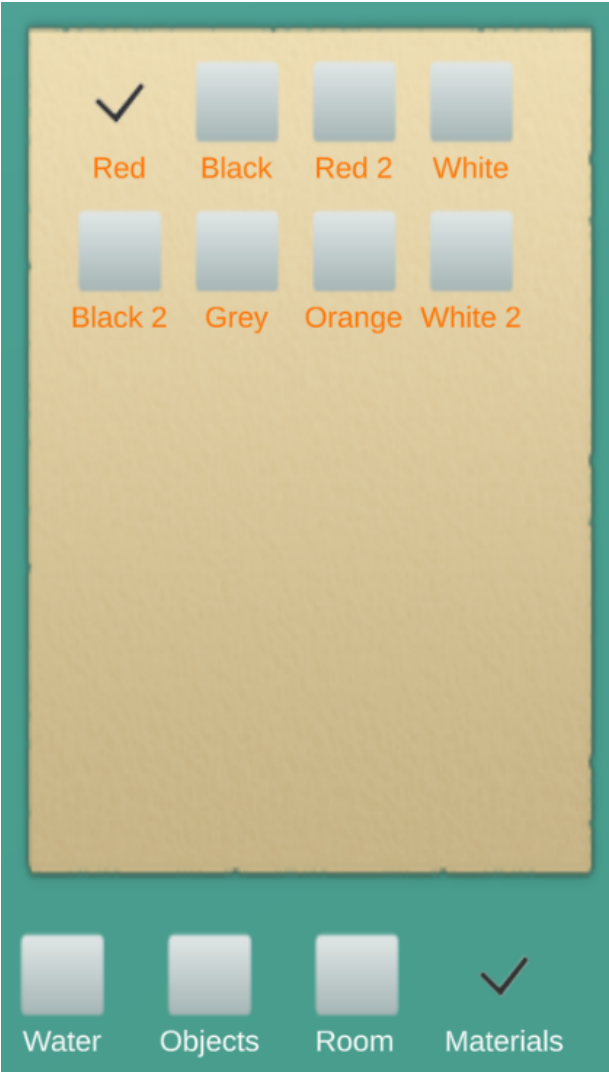 Red Black Red 2 White
Black 2 Grey Orange White 2
Water Objects Room Materials